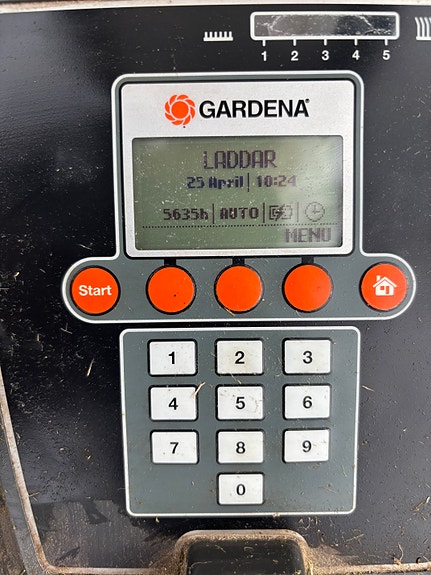 1 2 3 4 5
GARDENA®
LADDAR
25 April | 10:24
5635h | AUTO
MENU
Start
1 2 3
4 5 6
7 8 9
0